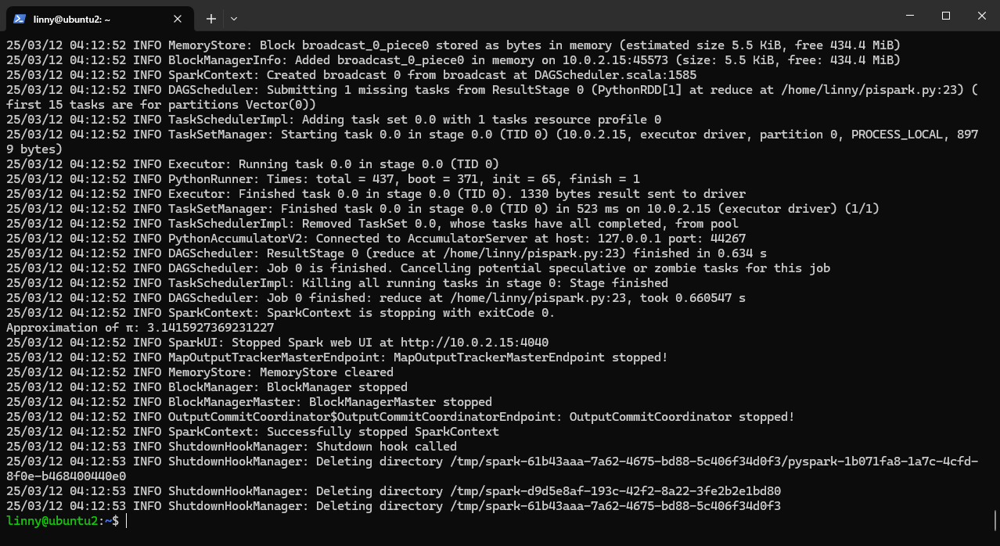 linny@ubuntu2: ~
25/03/12 04:12:52 INFO MemoryStore: Block broadcast_0_piece0 stored as bytes in memory (estimated size 5.5 KiB, free 434.4 MiB)
25/03/12 04:12:52 INFO BlockManagerInfo: Added broadcast_0_piece0 in memory on 10.0.2.15:45573 (size: 5.5 KiB, free: 434.4 MiB)
25/03/12 04:12:52 INFO SparkContext: Created broadcast 0 from broadcast at DAGScheduler.scala:1585
25/03/12 04:12:52 INFO DAGScheduler: Submitting 1 missing tasks from ResultStage 0 (PythonRDD[1] at reduce at /home/linny/pispark.py:23) (
first 15 tasks are for partitions Vector(0))
25/03/12 04:12:52 INFO TaskSchedulerImpl: Adding task set 0.0 with 1 tasks resource profile 0
25/03/12 04:12:52 INFO TaskSetManager: Starting task 0.0 in stage 0.0 (TID 0) (10.0.2.15, executor driver, partition 0, PROCESS_LOCAL, 897
9 bytes)
25/03/12 04:12:52 INFO Executor: Running task 0.0 in stage 0.0 (TID 0)
25/03/12 04:12:52 INFO PythonRunner: Times: total = 437, boot = 371, init = 65, finish = 1
25/03/12 04:12:52 INFO Executor: Finished task 0.0 in stage 0.0 (TID 0). 1330 bytes result sent to driver
25/03/12 04:12:52 INFO TaskSetManager: Finished task 0.0 in stage 0.0 (TID 0) in 523 ms on 10.0.2.15 (executor driver) (1/1)
25/03/12 04:12:52 INFO TaskSchedulerImpl: Removed TaskSet 0.0, whose tasks have all completed, from pool
25/03/12 04:12:52 INFO PythonAccumulatorV2: Connected to AccumulatorServer at host: 127.0.0.1 port: 44267
25/03/12 04:12:52 INFO DAGScheduler: ResultStage 0 (reduce at /home/linny/pispark.py:23) finished in 0.634 s
25/03/12 04:12:52 INFO DAGScheduler: Job 0 is finished. Cancelling potential speculative or zombie tasks for this job
25/03/12 04:12:52 INFO TaskSchedulerImpl: Killing all running tasks in stage 0: Stage finished
25/03/12 04:12:52 INFO DAGScheduler: Job 0 finished: reduce at /home/linny/pispark.py:23, took 0.660547 s
25/03/12 04:12:52 INFO SparkContext: SparkContext is stopping with exitCode 0.
Approximation of π: 3.1415927369231227
25/03/12 04:12:52 INFO SparkUI: Stopped Spark web UI at http://10.0.2.15:4040
25/03/12 04:12:52 INFO MapOutputTrackerMasterEndpoint: MapOutputTrackerMasterEndpoint stopped!
25/03/12 04:12:52 INFO MemoryStore: MemoryStore cleared
25/03/12 04:12:52 INFO BlockManager: BlockManager stopped
25/03/12 04:12:52 INFO BlockManagerMaster: BlockManagerMaster stopped
25/03/12 04:12:52 INFO OutputCommitCoordinator$OutputCommitCoordinatorEndpoint: OutputCommitCoordinator stopped!
25/03/12 04:12:52 INFO SparkContext: Successfully stopped SparkContext
25/03/12 04:12:53 INFO ShutdownHookManager: Shutdown hook called
25/03/12 04:12:53 INFO ShutdownHookManager: Deleting directory /tmp/spark-61b43aaa-7a62-4675-bd88-5c406f34d0f3/pyspark-1b071fa8-1a7c-4cfd-
8f0e-b468400440e0
25/03/12 04:12:53 INFO ShutdownHookManager: Deleting directory /tmp/spark-d9d5e8af-193c-42f2-8a22-3fe2b2e1bd80
25/03/12 04:12:53 INFO ShutdownHookManager: Deleting directory /tmp/spark-61b43aaa-7a62-4675-bd88-5c406f34d0f3
linny@ubuntu2:~$